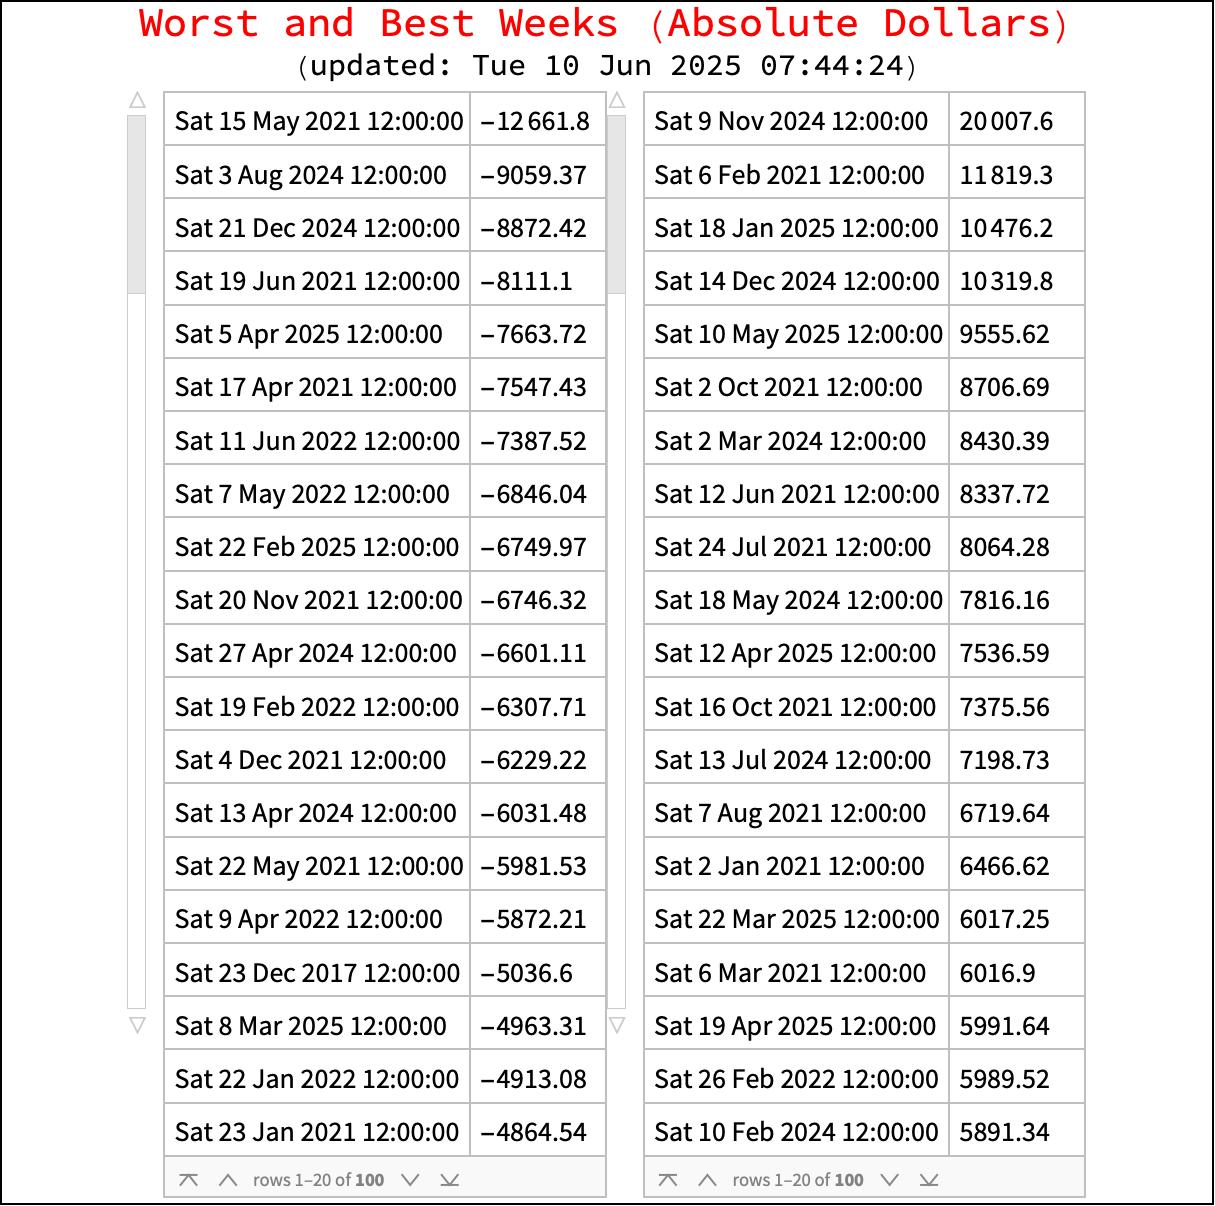 Worst and Best Weeks (Absolute Dollars)
(updated: Tue 10 Jun 2025 07:44:24)
Sat 15 May 2021 12:00:00 −12 661.8 Sat 9 Nov 2024 12:00:00 20 007.6
Sat 3 Aug 2024 12:00:00 −9059.37 Sat 6 Feb 2021 12:00:00 11 819.3
Sat 21 Dec 2024 12:00:00 −8872.42 Sat 18 Jan 2025 12:00:00 10 476.2
Sat 19 Jun 2021 12:00:00 −8111.1 Sat 14 Dec 2024 12:00:00 10 319.8
Sat 5 Apr 2025 12:00:00 −7663.72 Sat 10 May 2025 12:00:00 9555.62
Sat 17 Apr 2021 12:00:00 −7547.43 Sat 2 Oct 2021 12:00:00 8706.69
Sat 11 Jun 2022 12:00:00 −7387.52 Sat 2 Mar 2024 12:00:00 8430.39
Sat 7 May 2022 12:00:00 −6846.04 Sat 12 Jun 2021 12:00:00 8337.72
Sat 22 Feb 2025 12:00:00 −6749.97 Sat 24 Jul 2021 12:00:00 8064.28
Sat 20 Nov 2021 12:00:00 −6746.32 Sat 18 May 2024 12:00:00 7816.16
Sat 27 Apr 2024 12:00:00 −6601.11 Sat 12 Apr 2025 12:00:00 7536.59
Sat 19 Feb 2022 12:00:00 −6307.71 Sat 16 Oct 2021 12:00:00 7375.56
Sat 4 Dec 2021 12:00:00 −6229.22 Sat 13 Jul 2024 12:00:00 7198.73
Sat 13 Apr 2024 12:00:00 −6031.48 Sat 7 Aug 2021 12:00:00 6719.64
Sat 22 May 2021 12:00:00 −5981.53 Sat 2 Jan 2021 12:00:00 6466.62
Sat 9 Apr 2022 12:00:00 −5872.21 Sat 22 Mar 2025 12:00:00 6017.25
Sat 23 Dec 2017 12:00:00 −5036.6 Sat 6 Mar 2021 12:00:00 6016.9
Sat 8 Mar 2025 12:00:00 −4963.31 Sat 19 Apr 2025 12:00:00 5991.64
Sat 22 Jan 2022 12:00:00 −4913.08 Sat 26 Feb 2022 12:00:00 5989.52
Sat 23 Jan 2021 12:00:00 −4864.54 Sat 10 Feb 2024 12:00:00 5891.34
rows 1–20 of 100 rows 1–20 of 100